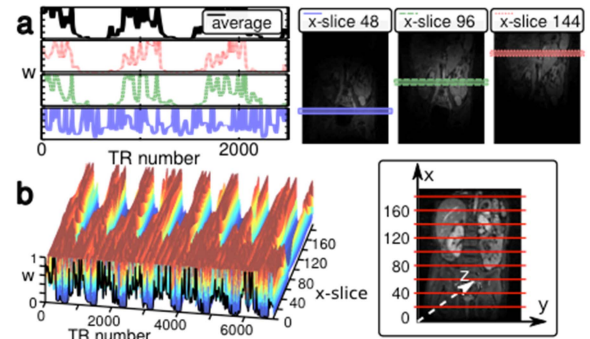 a
average
x-slice 48
x-slice 96
x-slice 144
w
0
2000
TR number
b
x
160
120
80
40
0
z
y
1
w
0
0
2000
4000
6000
TR number
160
120
80
40
0
x-slice